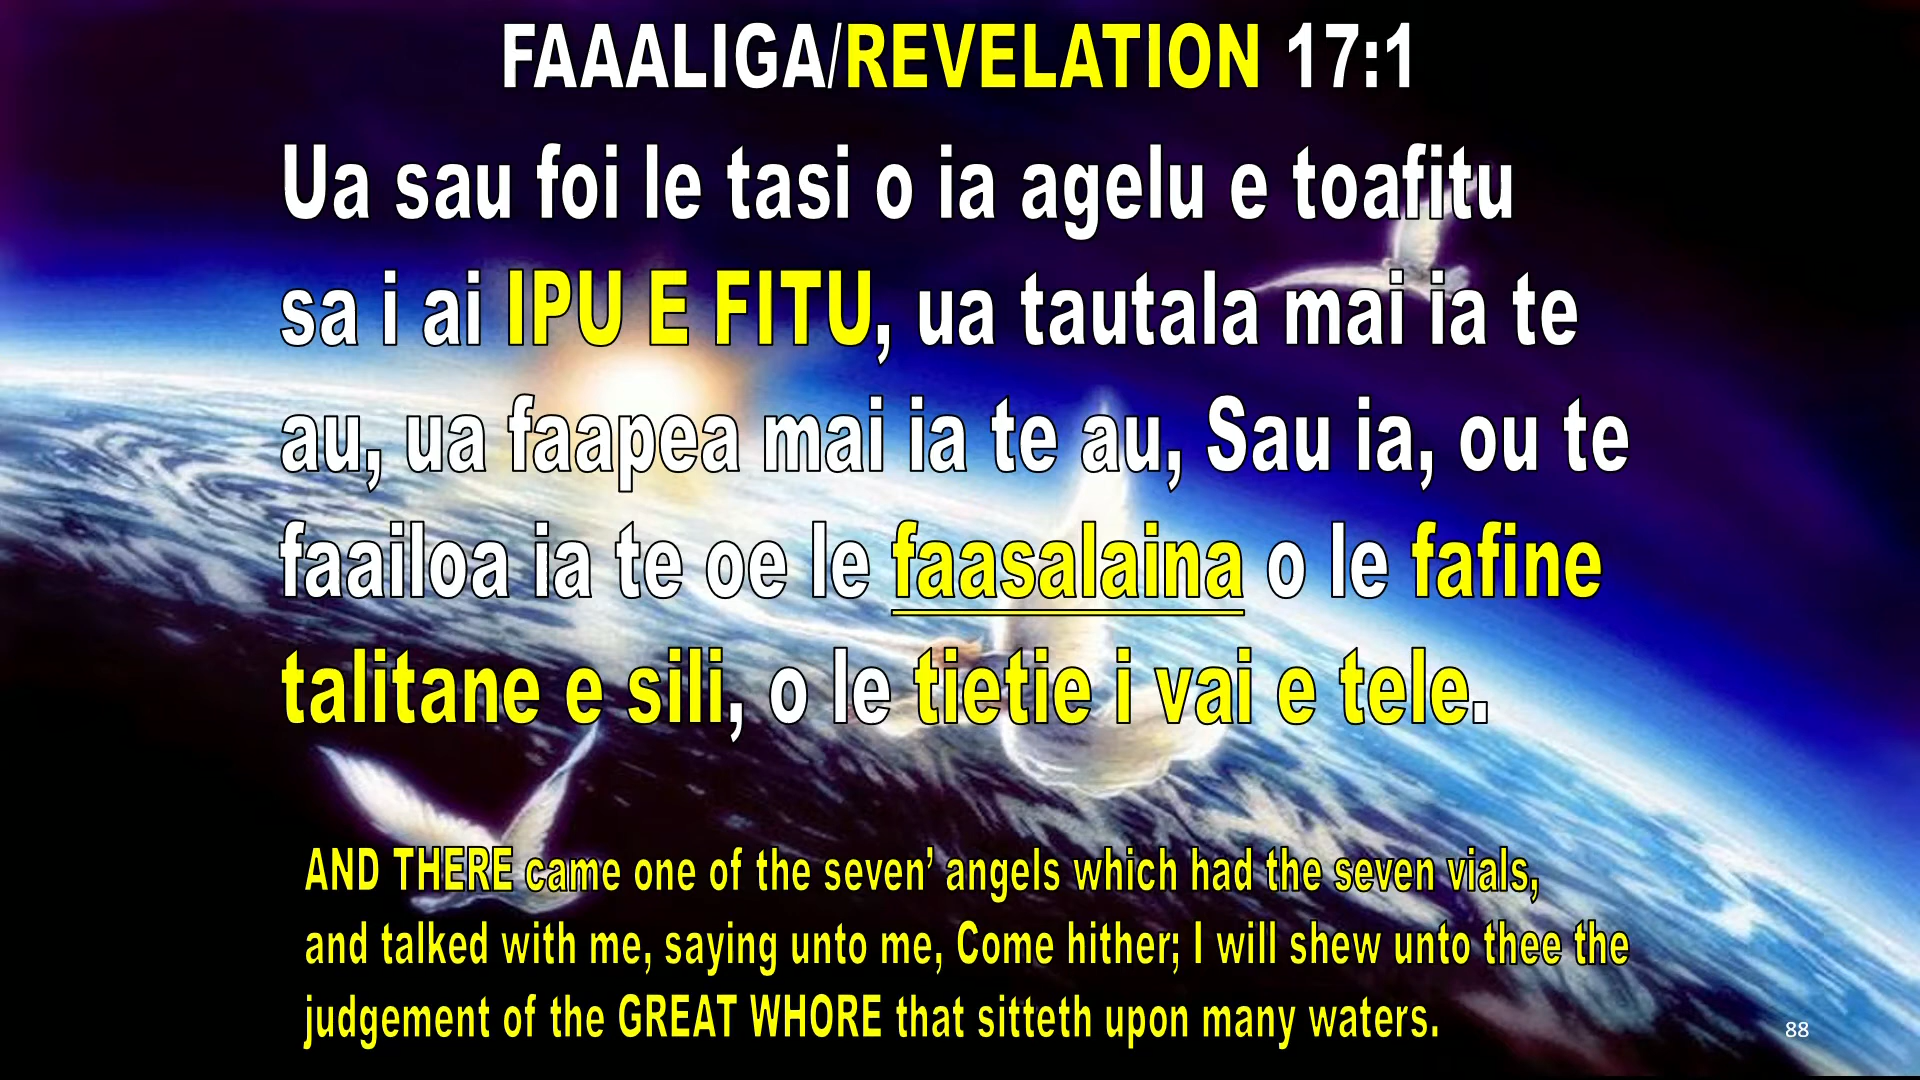 FAAALIGA/REVELATION 17:1
Ua sau foi le tasi o ia agelu e toafitu
sa i ai IPU E FITU, ua tautala mai ia te
au, ua faapea mai ia te au, Sau ia, ou te
faailoa ia te oe le faasalaina o le fafine
talitane e sili, o le tietie i vai e tele.
AND THERE came one of the seven’ angels which had the seven vials,
and talked with me, saying unto me, Come hither; I will shew unto thee the
judgement of the GREAT WHORE that sitteth upon many waters.
88